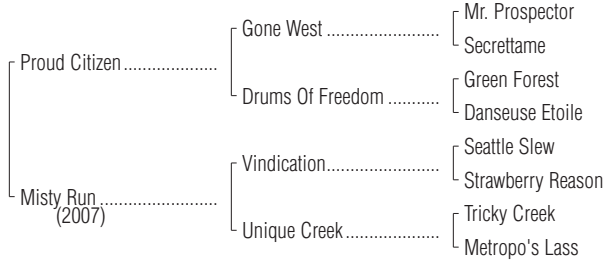 Mr. Prospector
Gone West ......................
Secrettame
Proud Citizen ...................
Green Forest
Drums Of Freedom ..........
Danseuse Etoile
Seattle Slew
Vindication......................
Strawberry Reason
Misty Run ........................
(2007)
Tricky Creek
Unique Creek...................
Metropo's Lass